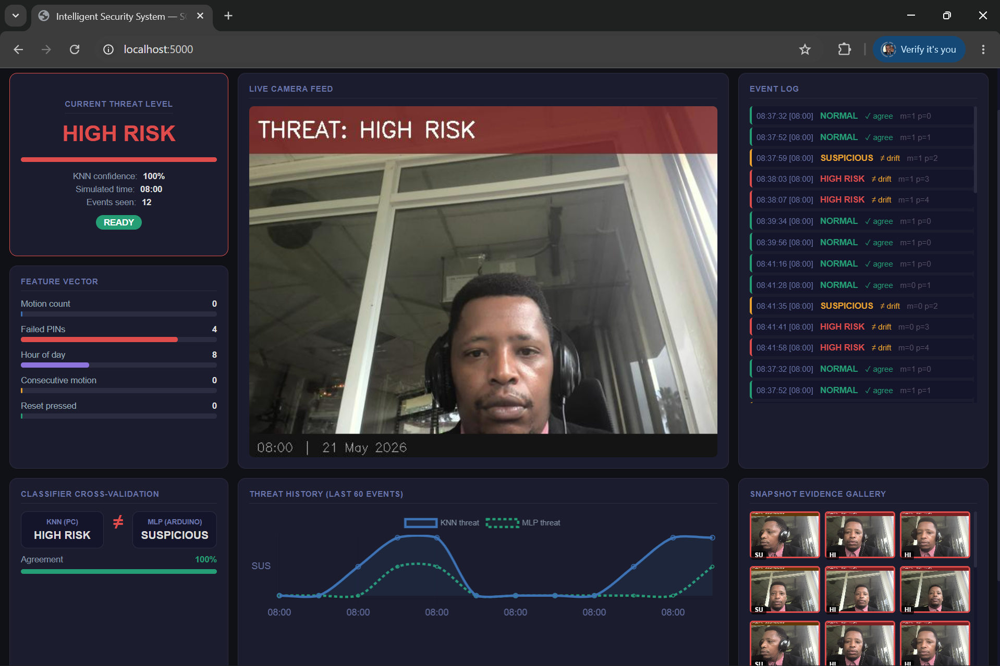 Intelligent Security System — S
localhost:5000
Verify it's you
CURRENT THREAT LEVEL
HIGH RISK
KNN confidence: 100%
Simulated time: 08:00
Events seen: 12
READY
FEATURE VECTOR
Motion count 0
Failed PINs 4
Hour of day 8
Consecutive motion 0
Reset pressed 0
CLASSIFIER CROSS-VALIDATION
KNN (PC)
HIGH RISK
≠
MLP (ARDUINO)
SUSPICIOUS
Agreement 100%
LIVE CAMERA FEED
THREAT: HIGH RISK
08:00 | 21 May 2026
THREAT HISTORY (LAST 60 EVENTS)
KNN threat MLP threat
SUS
08:00 08:00 08:00 08:00 08:00 08:00
EVENT LOG
08:37:32 [08:00] NORMAL ✓ agree m=1 p=0
08:37:52 [08:00] NORMAL ✓ agree m=1 p=1
08:37:59 [08:00] SUSPICIOUS ≠ drift m=1 p=2
08:38:03 [08:00] HIGH RISK ≠ drift m=1 p=3
08:38:07 [08:00] HIGH RISK ≠ drift m=1 p=4
08:39:34 [08:00] NORMAL ✓ agree m=1 p=0
08:39:56 [08:00] NORMAL ✓ agree m=1 p=0
08:41:16 [08:00] NORMAL ✓ agree m=1 p=0
08:41:28 [08:00] NORMAL ✓ agree m=0 p=1
08:41:35 [08:00] SUSPICIOUS ≠ drift m=0 p=2
08:41:41 [08:00] HIGH RISK ≠ drift m=0 p=3
08:41:58 [08:00] HIGH RISK ≠ drift m=0 p=4
08:37:32 [08:00] NORMAL ✓ agree m=1 p=0
08:37:52 [08:00] NORMAL ✓ agree m=1 p=1
SNAPSHOT EVIDENCE GALLERY
SU HI HI
SU HI HI
SU HI HI